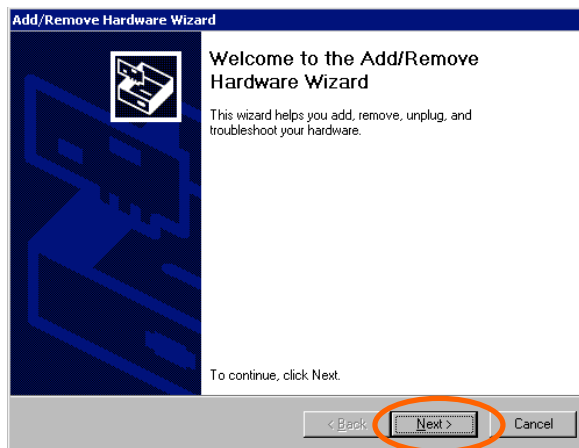 Add/Remove Hardware Wizard
Welcome to the Add/Remove
Hardware Wizard
This wizard helps you add, remove, unplug, and
troubleshoot your hardware.
To continue, click Next.
< Back
Next >
Cancel